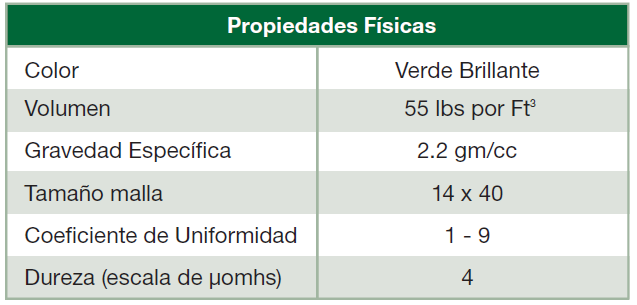 Propiedades Físicas
Color Verde Brillante
Volumen 55 lbs por Ft³
Gravedad Específica 2.2 gm/cc
Tamaño malla 14 x 40
Coeficiente de Uniformidad 1 - 9
Dureza (escala de µomhs) 4